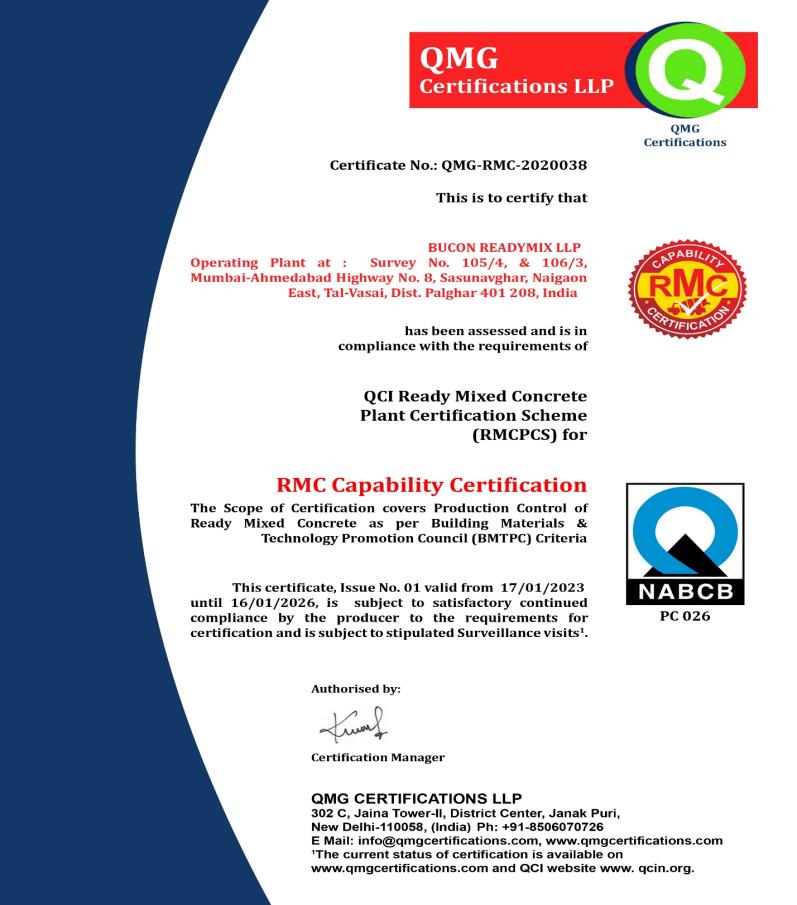 QMG
Certifications LLP
Q
QMG
Certifications
Certificate No.: QMG-RMC-2020038
This is to certify that
BUCON READYMIX LLP
Operating Plant at : Survey No. 105/4, & 106/3,
Mumbai-Ahmedabad Highway No. 8, Sasunavghar, Naigaon
East, Tal-Vasai, Dist. Palghar 401 208, India
CAPABILITY
RMC
CERTIFICATION
has been assessed and is in
compliance with the requirements of
QCI Ready Mixed Concrete
Plant Certification Scheme
(RMCPCS) for
RMC Capability Certification
The Scope of Certification covers Production Control of
Ready Mixed Concrete as per Building Materials &
Technology Promotion Council (BMTPC) Criteria
NABCB
PC 026
This certificate, Issue No. 01 valid from 17/01/2023
until 16/01/2026, is subject to satisfactory continued
compliance by the producer to the requirements for
certification and is subject to stipulated Surveillance visits¹.
Authorised by:
Certification Manager
QMG CERTIFICATIONS LLP
302 C, Jaina Tower-II, District Center, Janak Puri,
New Delhi-110058, (India) Ph: +91-8506070726
E Mail: info@qmgcertifications.com, www.qmgcertifications.com
¹The current status of certification is available on
www.qmgcertifications.com and QCI website www. qcin.org.